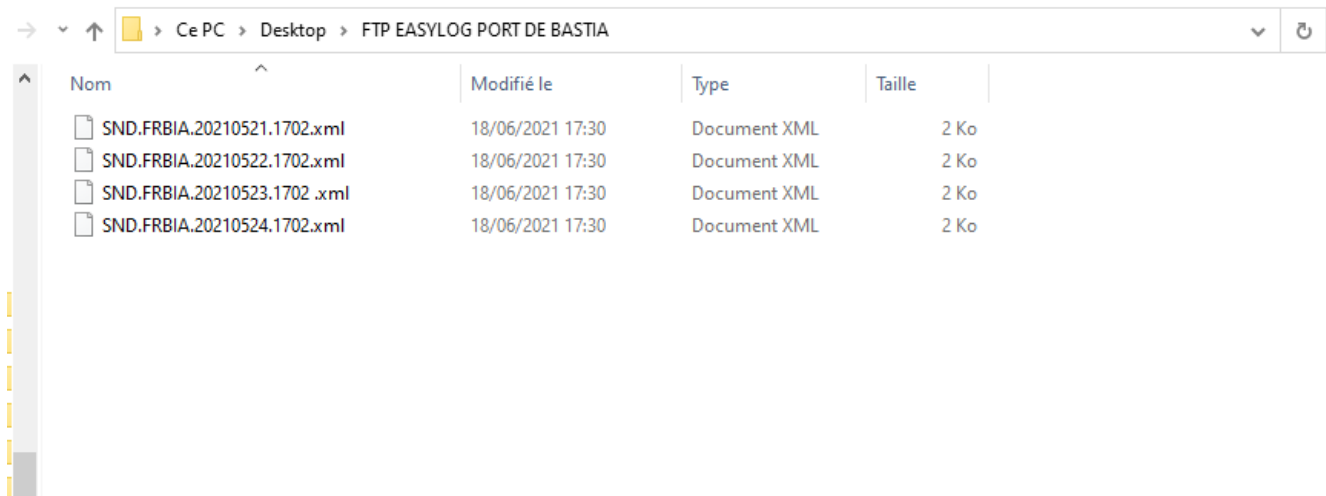 Ce PC > Desktop > FTP EASYLOG PORT DE BASTIA
Nom Modifié le Type Taille
SND.FRBIA.20210521.1702.xml 18/06/2021 17:30 Document XML 2 Ko
SND.FRBIA.20210522.1702.xml 18/06/2021 17:30 Document XML 2 Ko
SND.FRBIA.20210523.1702 .xml 18/06/2021 17:30 Document XML 2 Ko
SND.FRBIA.20210524.1702.xml 18/06/2021 17:30 Document XML 2 Ko